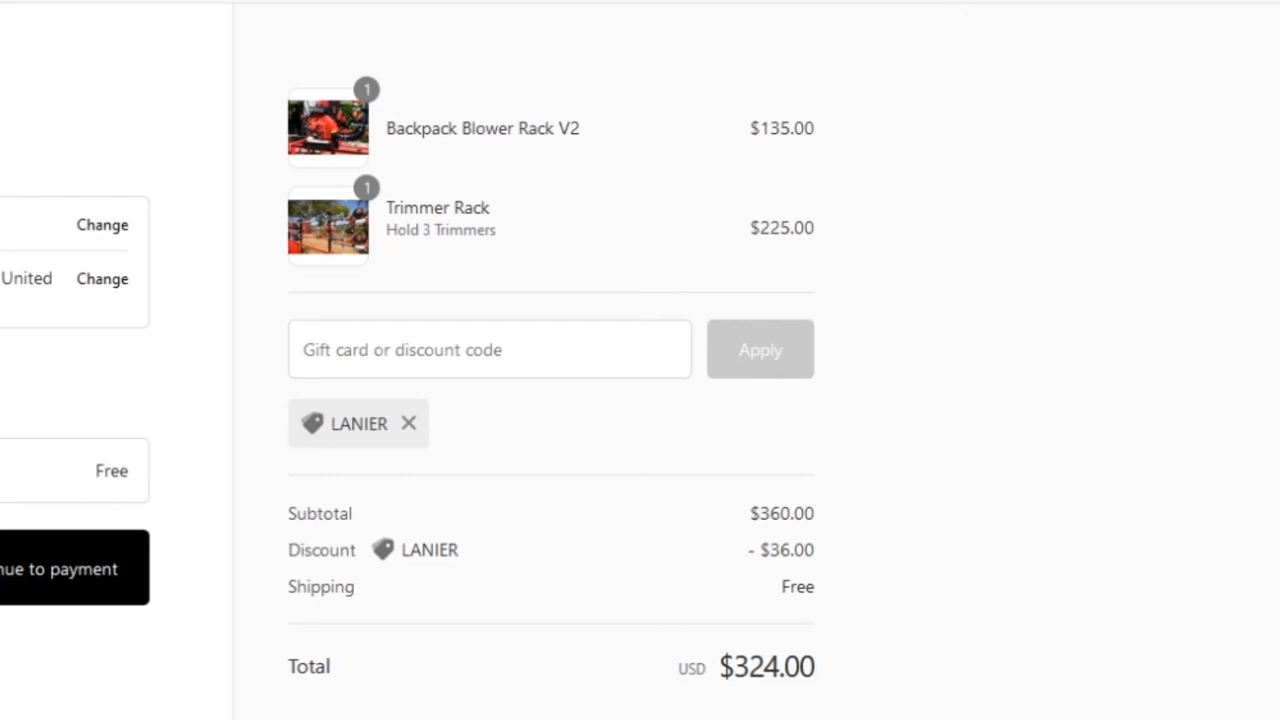 1
Backpack Blower Rack V2 $135.00
1
Trimmer Rack
Hold 3 Trimmers
$225.00
Change
United Change
Gift card or discount code Apply
LANIER
Free
Subtotal $360.00
Discount LANIER - $36.00
to payment
Shipping Free
Total USD $324.00